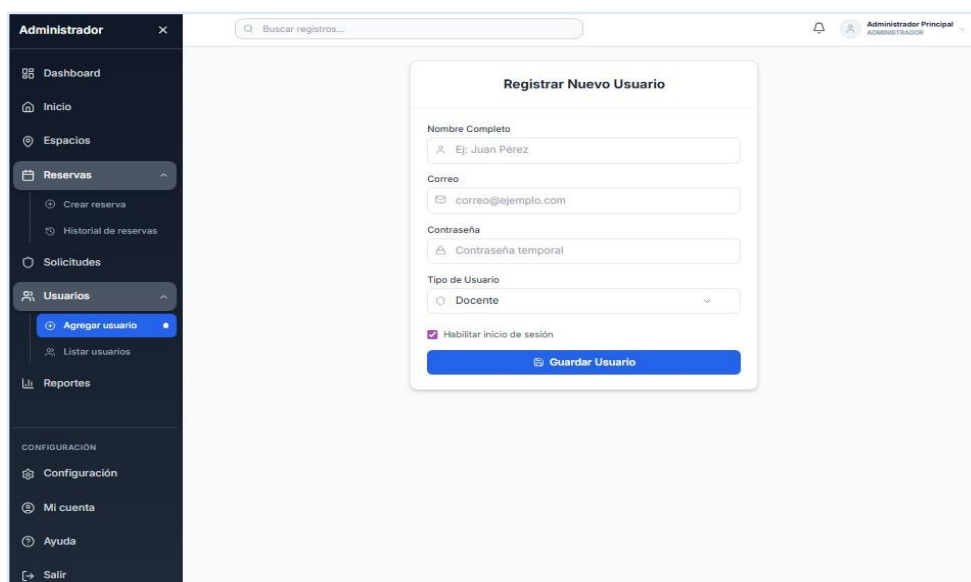 Administrador
Buscar registros...
Administrador Principal
ADMINISTRADOR
Dashboard
Inicio
Espacios
Reservas
Crear reserva
Historial de reservas
Solicitudes
Usuarios
Agregar usuario
Listar usuarios
Reportes
CONFIGURACIÓN
Configuración
Mi cuenta
Ayuda
Salir
Registrar Nuevo Usuario
Nombre Completo
Ej: Juan Pérez
Correo
correo@ejemplo.com
Contraseña
Contraseña temporal
Tipo de Usuario
Docente
Habilitar inicio de sesión
Guardar Usuario